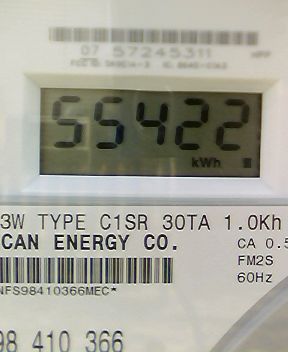 07 57245311
55422
kWh
3W TYPE C1SR 30TA 1.0Kh
CAN ENERGY CO.
CA 0.5
FM2S
60Hz
NFS98410366MEC*
98 410 366